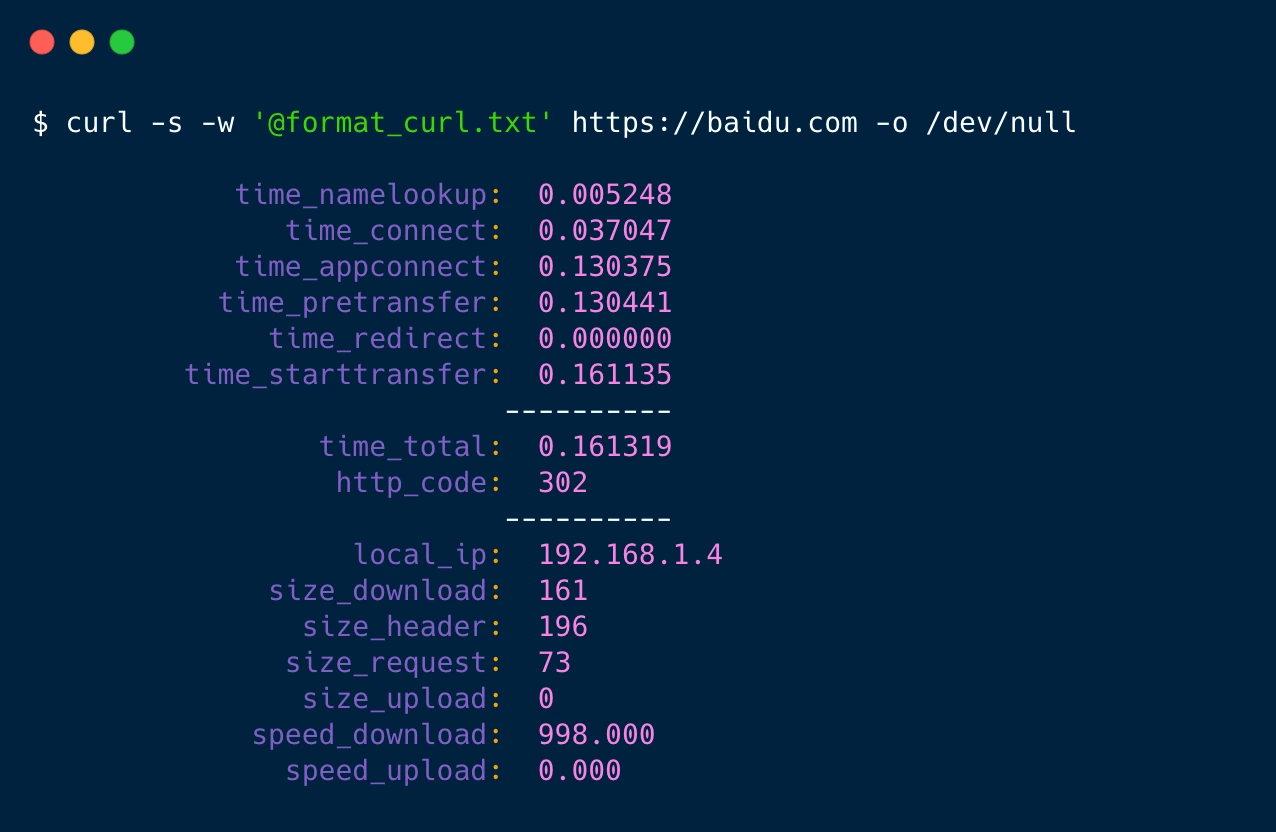 $ curl -s -w '@format_curl.txt' https://baidu.com -o /dev/null
time_namelookup: 0.005248
time_connect: 0.037047
time_appconnect: 0.130375
time_pretransfer: 0.130441
time_redirect: 0.000000
time_starttransfer: 0.161135
----------
time_total: 0.161319
http_code: 302
----------
local_ip: 192.168.1.4
size_download: 161
size_header: 196
size_request: 73
size_upload: 0
speed_download: 998.000
speed_upload: 0.000